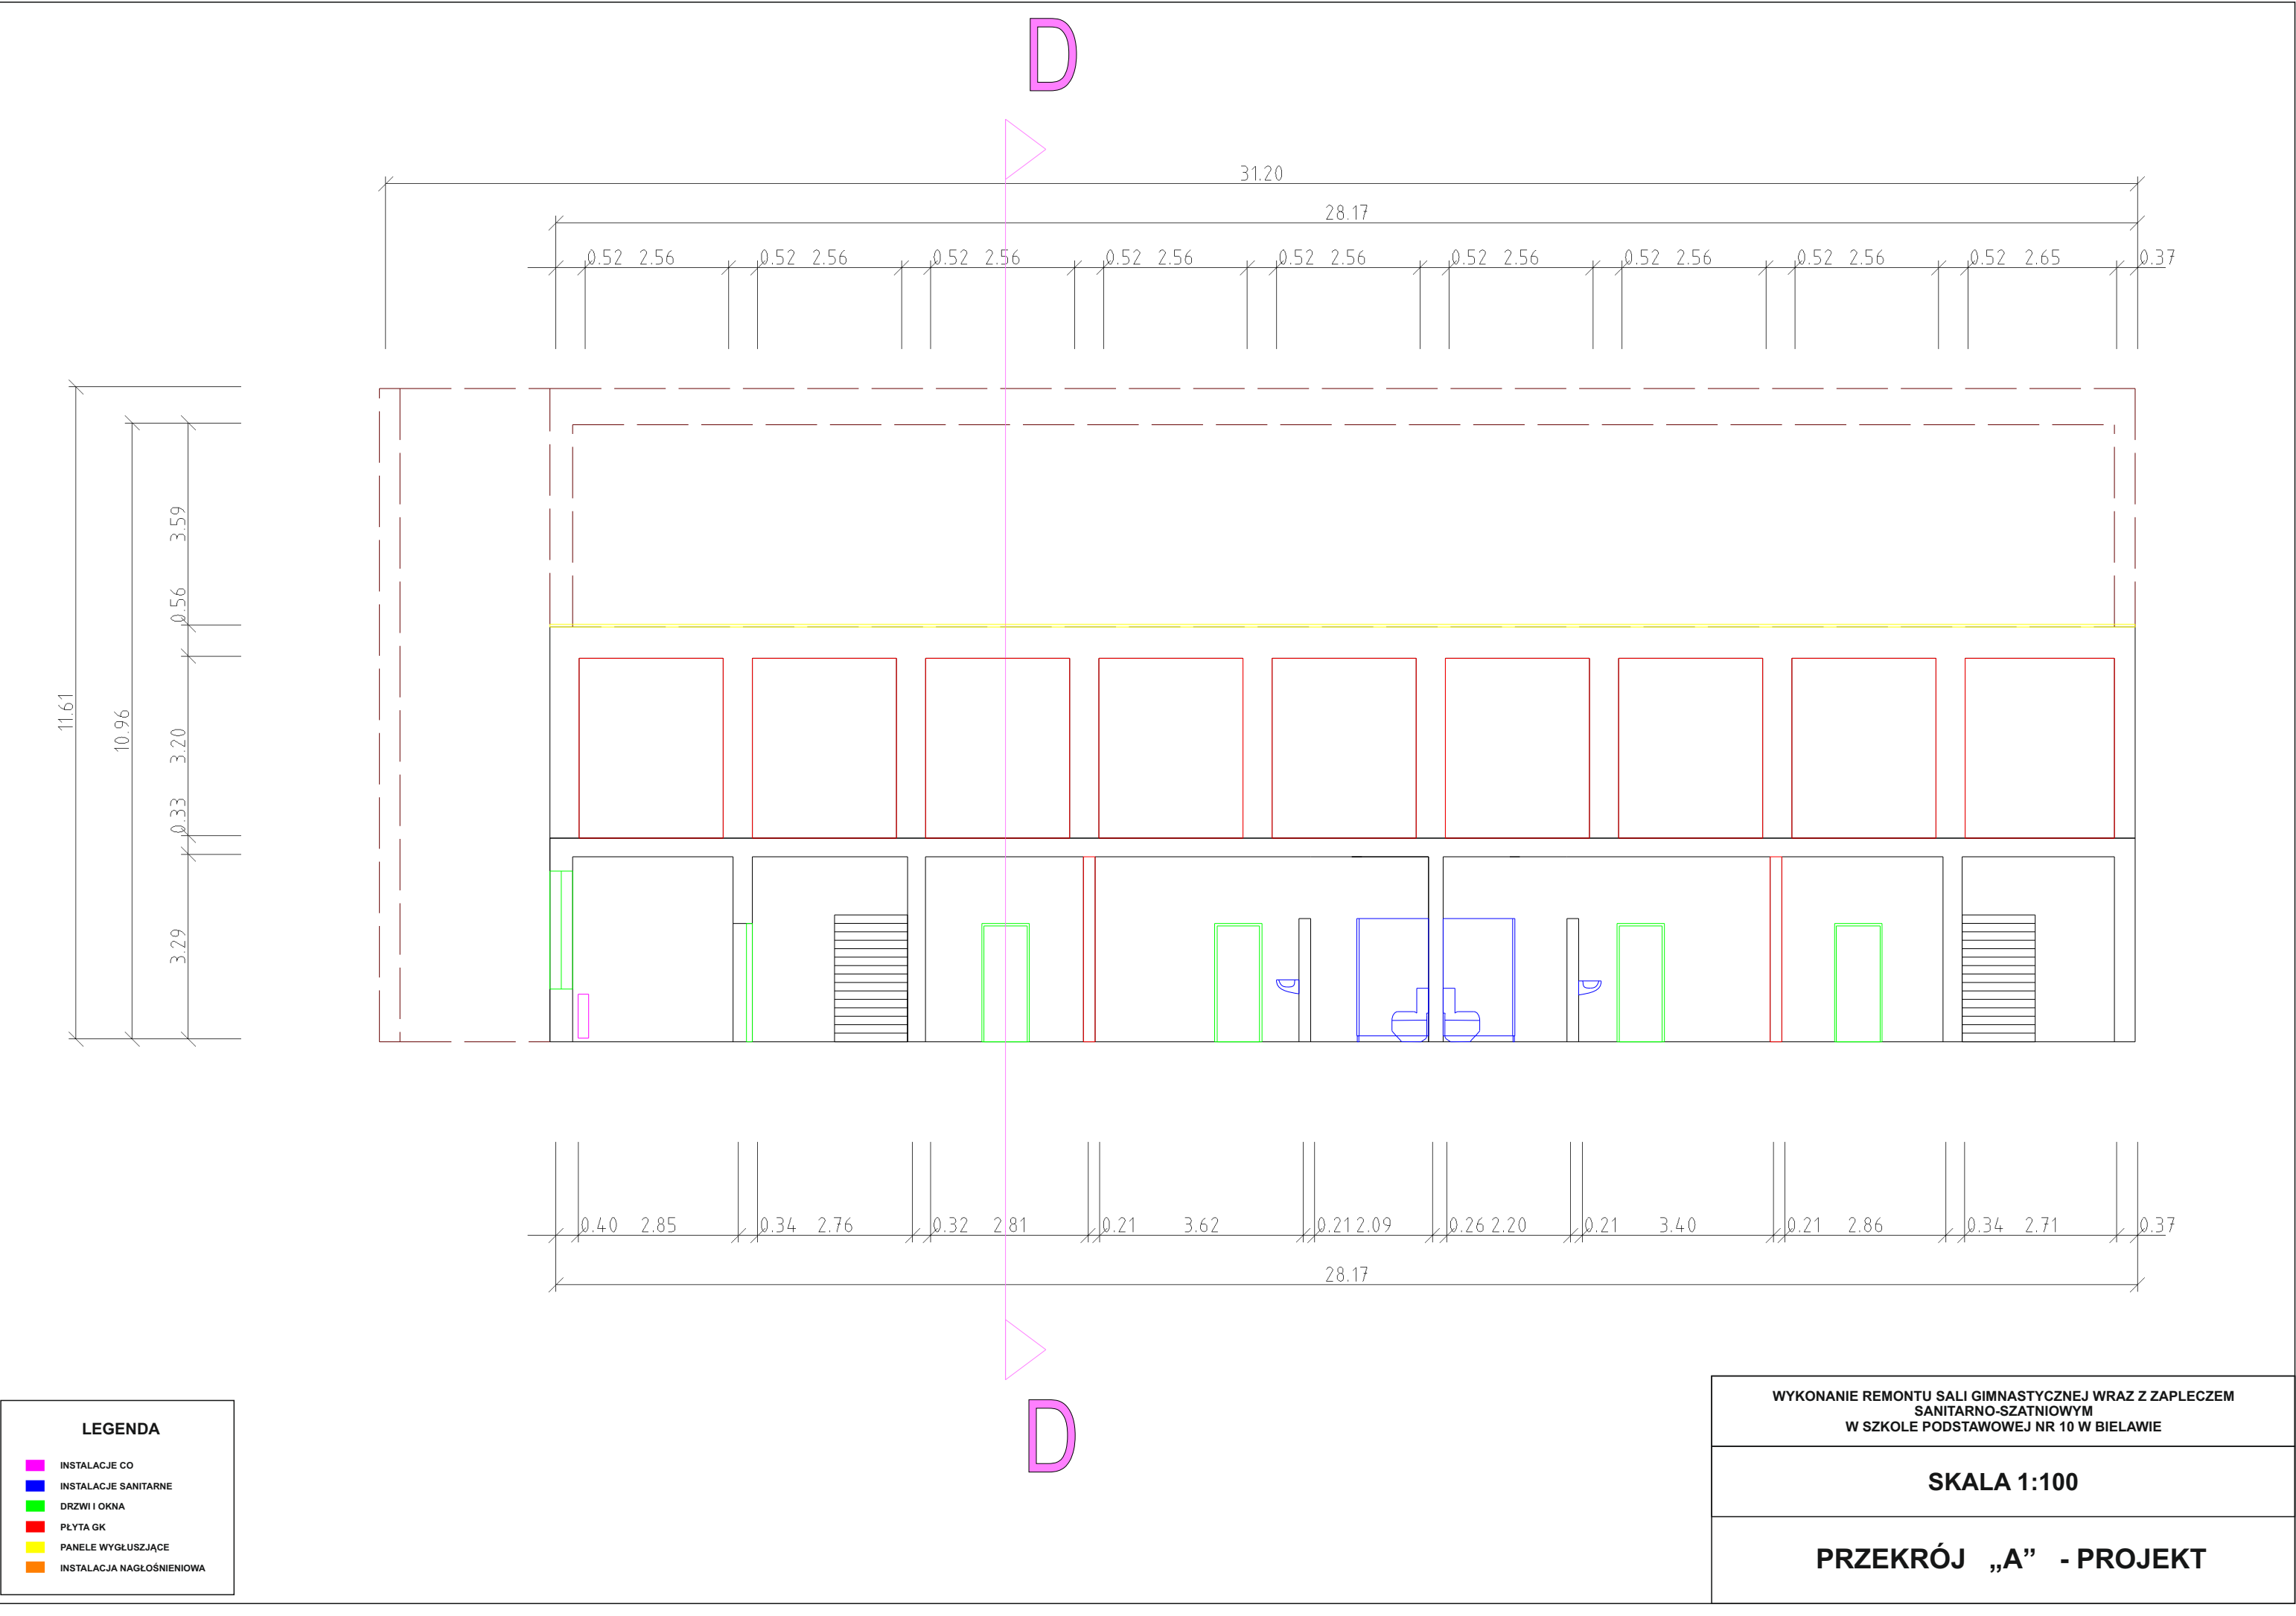 D
31.20
28.17
0.52 2.56 0.52 2.56 0.52 2.56 0.52 2.56 0.52 2.56 0.52 2.56 0.52 2.56 0.52 2.56 0.52 2.65 0.37
3.59
0.56
3.20
0.33
3.29
10.96
11.61
0.40 2.85 0.34 2.76 0.32 2.81 0.21 3.62 0.21 2.09 0.26 2.20 0.21 3.40 0.21 2.86 0.34 2.71 0.37
28.17
D
LEGENDA
INSTALACJE CO
INSTALACJE SANITARNE
DRZWI I OKNA
PŁYTA GK
PANELE WYGŁUSZJĄCE
INSTALACJA NAGŁOŚNIENIOWA
WYKONANIE REMONTU SALI GIMNASTYCZNEJ WRAZ Z ZAPLECZEM
SANITARNO-SZATNIOWYM
W SZKOLE PODSTAWOWEJ NR 10 W BIELAWIE
SKALA 1:100
PRZEKRÓJ „A” - PROJEKT